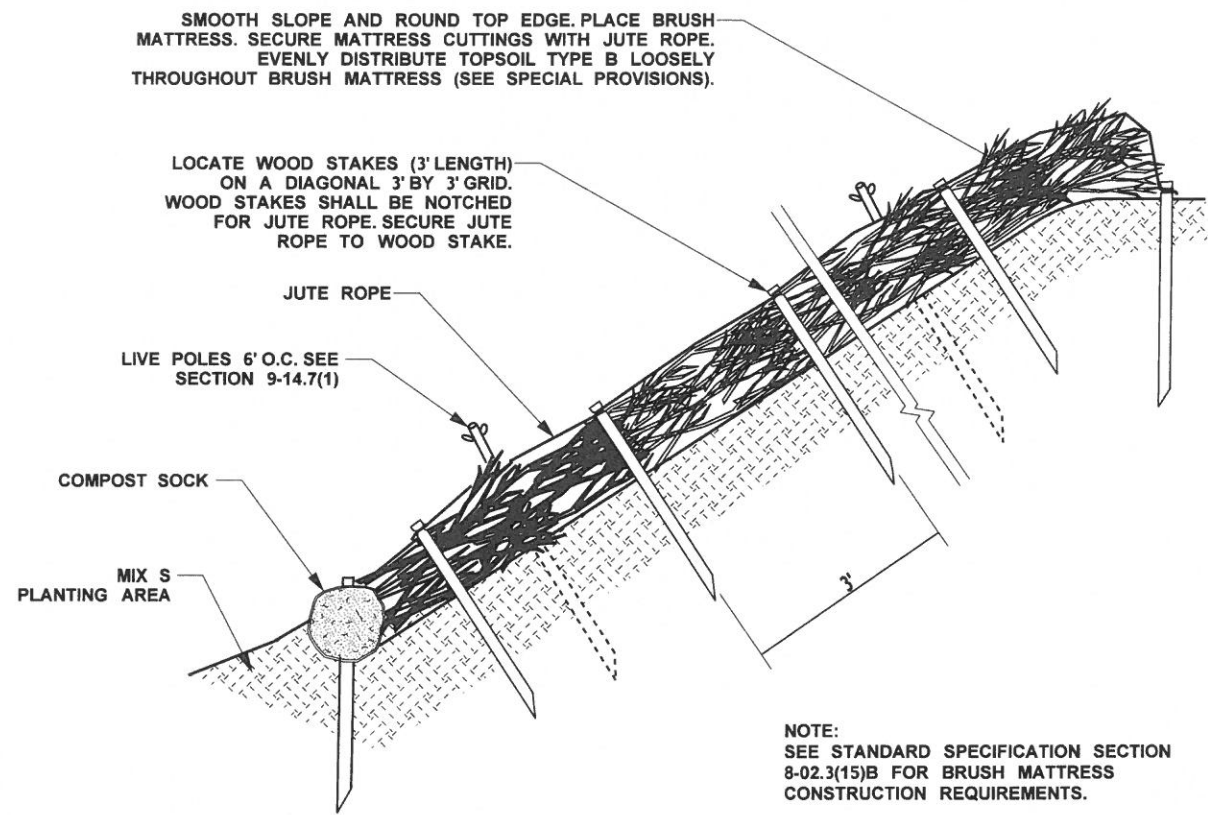 SMOOTH SLOPE AND ROUND TOP EDGE. PLACE BRUSH
MATTRESS. SECURE MATTRESS CUTTINGS WITH JUTE ROPE.
EVENLY DISTRIBUTE TOPSOIL TYPE B LOOSELY
THROUGHOUT BRUSH MATTRESS (SEE SPECIAL PROVISIONS).
LOCATE WOOD STAKES (3' LENGTH)
ON A DIAGONAL 3' BY 3' GRID.
WOOD STAKES SHALL BE NOTCHED
FOR JUTE ROPE. SECURE JUTE
ROPE TO WOOD STAKE.
JUTE ROPE
LIVE POLES 6' O.C. SEE
SECTION 9-14.7(1)
COMPOST SOCK
MIX S
PLANTING AREA
3'
NOTE:
SEE STANDARD SPECIFICATION SECTION
8-02.3(15)B FOR BRUSH MATTRESS
CONSTRUCTION REQUIREMENTS.